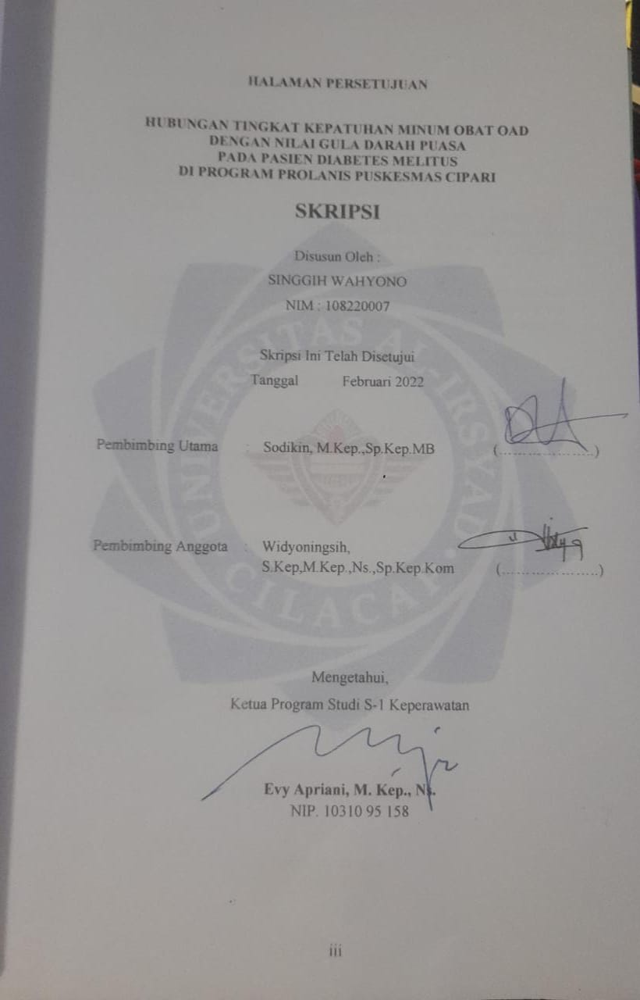 HALAMAN PERSETUJUAN
HUBUNGAN TINGKAT KEPATUHAN MINUM OBAT OAD
DENGAN NILAI GULA DARAH PUASA
PADA PASIEN DIABETES MELITUS
DI PROGRAM PROLANIS PUSKESMAS CIPARI
SKRIPSI
Disusun Oleh :
SINGGIH WAHYONO
NIM : 108220007
Skripsi Ini Telah Disetujui
Tanggal Februari 2022
Pembimbing Utama : Sodikin, M.Kep.,Sp.Kep.MB (.....................)
Pembimbing Anggota : Widyoningsih,
S.Kep,M.Kep.,Ns.,Sp.Kep.Kom (.....................)
Mengetahui,
Ketua Program Studi S-1 Keperawatan
Evy Apriani, M. Kep., Ns.
NIP. 10310 95 158
iii
UNIVERSITAS AL-IRSYAD
CILACAP